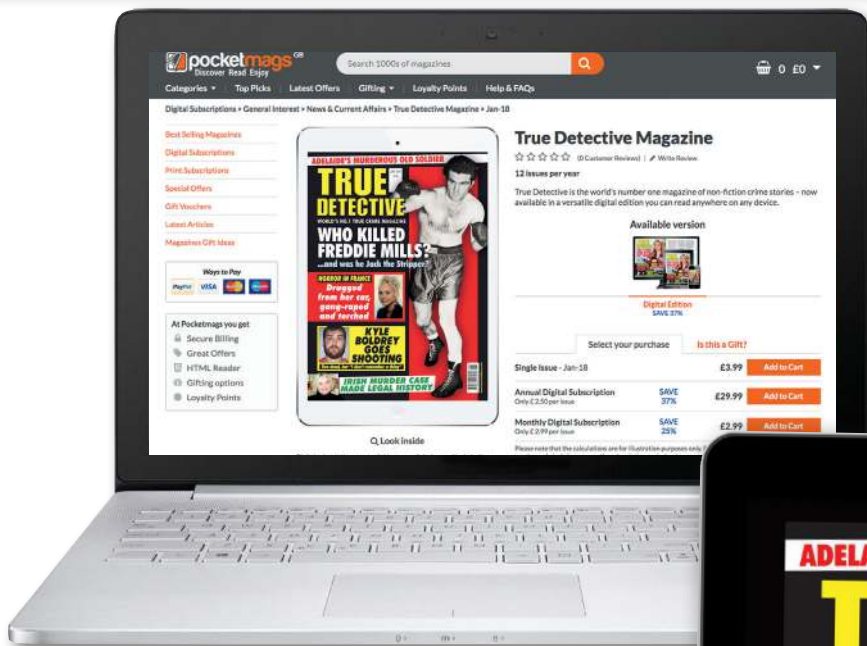 pocketmags GB
Discover Read Enjoy
Search 1000s of magazines
0 £0
Categories
Top Picks
Latest Offers
Gifting
Loyalty Points
Help & FAQs
Digital Subscriptions > General Interest > News & Current Affairs > True Detective Magazine > Jan-18
Best Selling Magazines
Digital Subscriptions
Print Subscriptions
Special Offers
Gift Vouchers
Latest Articles
Magazines Gift Ideas
Ways to Pay
PayPal VISA
At Pocketmags you get
Secure Billing
Great Offers
HTML Reader
Gifting options
Loyalty Points
ADELAIDE'S MURDEROUS OLD SOLDIER
TRUE
DETECTIVE
WORLD'S NO.1 TRUE CRIME MAGAZINE
WHO KILLED
FREDDIE MILLS?
...and was he Jack the Stripper?
HORROR IN FRANCE
Dragged
from her car,
gang-raped
and torched
KYLE
BOLDREY
GOES
SHOOTING
IRISH MURDER CASE
MADE LEGAL HISTORY
Look inside
True Detective Magazine
(0 Customer Reviews) | Write Review
12 issues per year
True Detective is the world's number one magazine of non-fiction crime stories – now
available in a versatile digital edition you can read anywhere on any device.
Available version
Digital Edition
SAVE 37%
Select your purchase
Is this a Gift?
Single Issue - Jan-18 £3.99 Add to Cart
Annual Digital Subscription SAVE £29.99 Add to Cart
Only £ 2.50 per issue 37%
Monthly Digital Subscription SAVE £2.99 Add to Cart
Only £ 2.99 per issue 25%
Please note that the calculations are for illustration purposes only.
ADELA
T